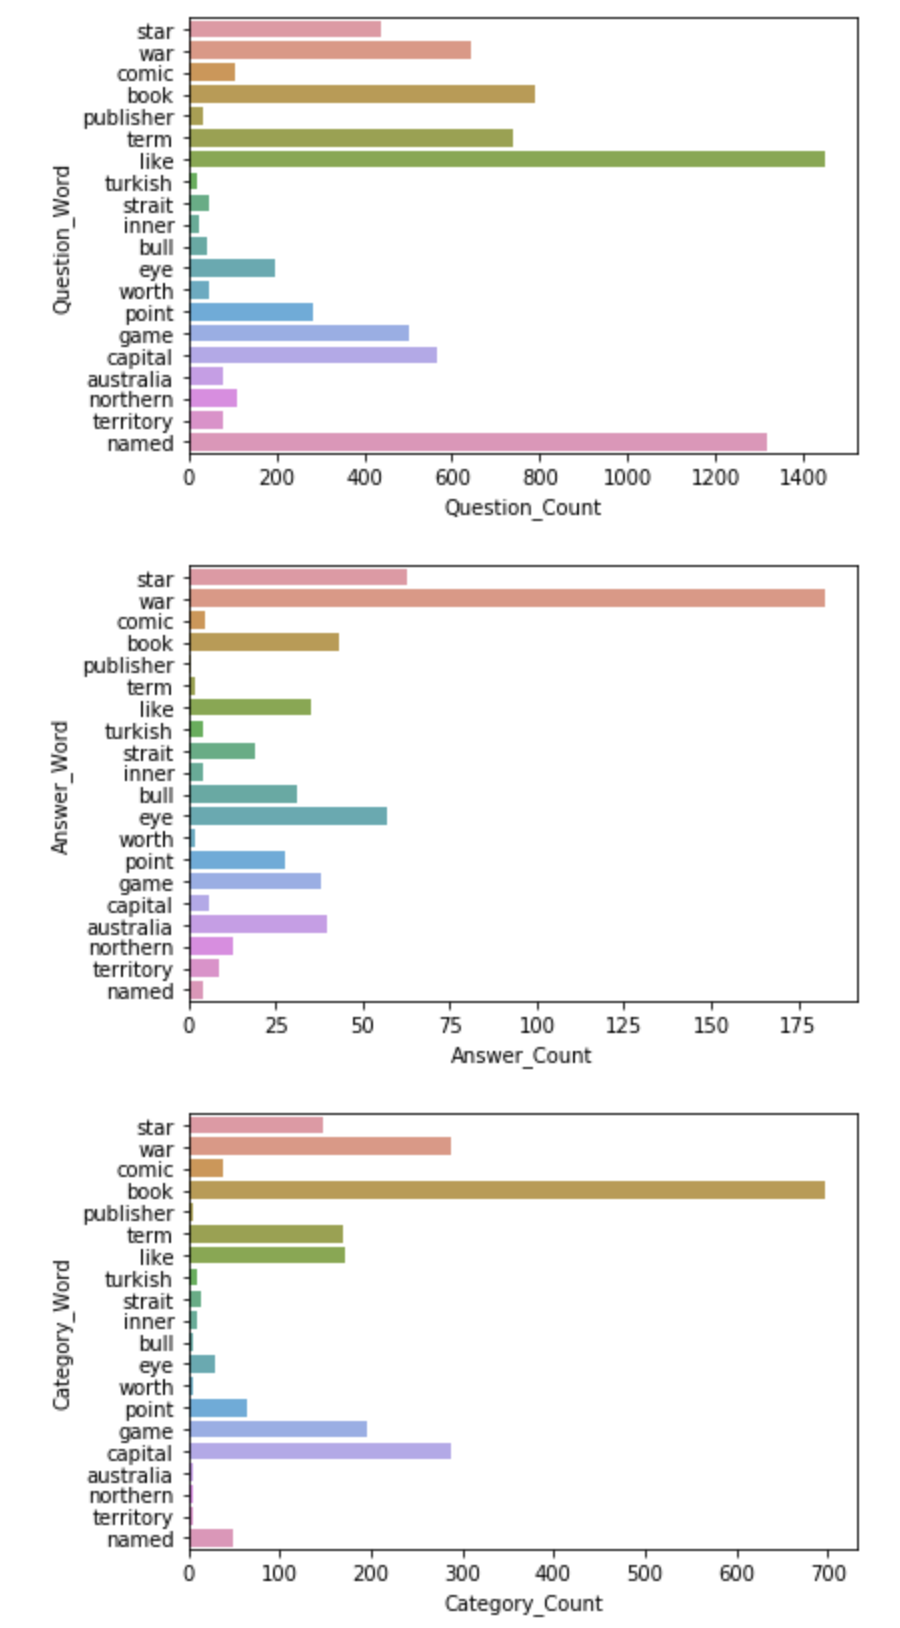 star
war
comic
book
publisher
term
like
turkish
strait
inner
bull
eye
worth
point
game
capital
australia
northern
territory
named
Question_Word
0 200 400 600 800 1000 1200 1400
Question_Count
star
war
comic
book
publisher
term
like
turkish
strait
inner
bull
eye
worth
point
game
capital
australia
northern
territory
named
Answer_Word
0 25 50 75 100 125 150 175
Answer_Count
star
war
comic
book
publisher
term
like
turkish
strait
inner
bull
eye
worth
point
game
capital
australia
northern
territory
named
Category_Word
0 100 200 300 400 500 600 700
Category_Count